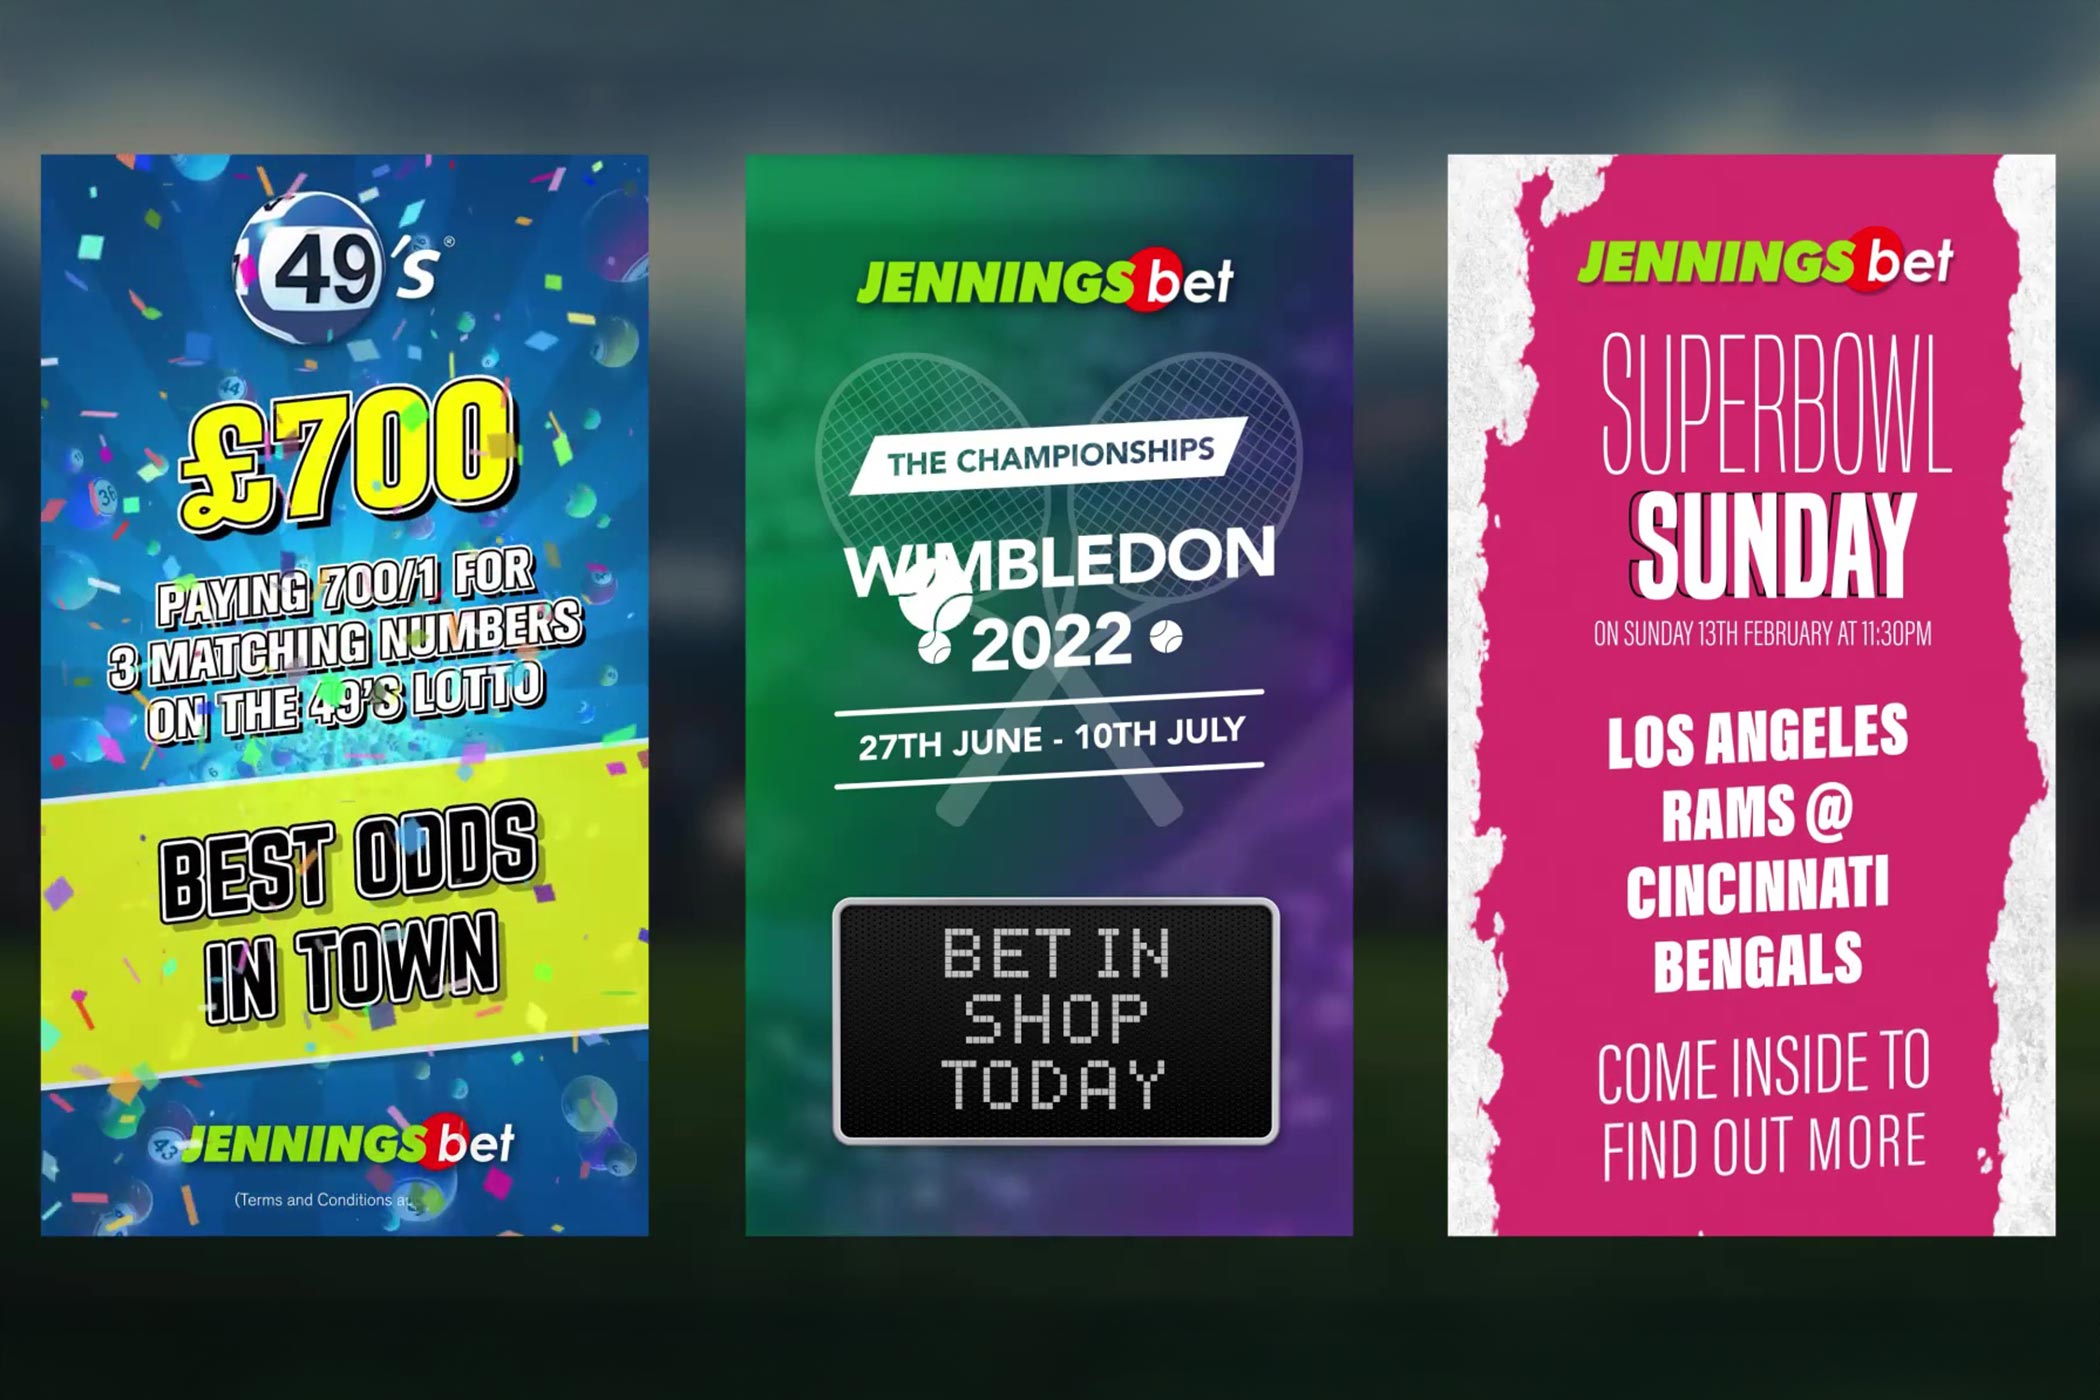 49's®
£700
PAYING 700/1 FOR
3 MATCHING NUMBERS
ON THE 49'S LOTTO
BEST ODDS
IN TOWN
JENNINGSbet
(Terms and Conditions
JENNINGSbet
THE CHAMPIONSHIPS
WIMBLEDON
2022
27TH JUNE - 10TH JULY
BET IN
SHOP
TODAY
JENNINGSbet
SUPERBOWL
SUNDAY
ON SUNDAY 13TH FEBRUARY AT 11:30PM
LOS ANGELES
RAMS @
CINCINNATI
BENGALS
COME INSIDE TO
FIND OUT MORE